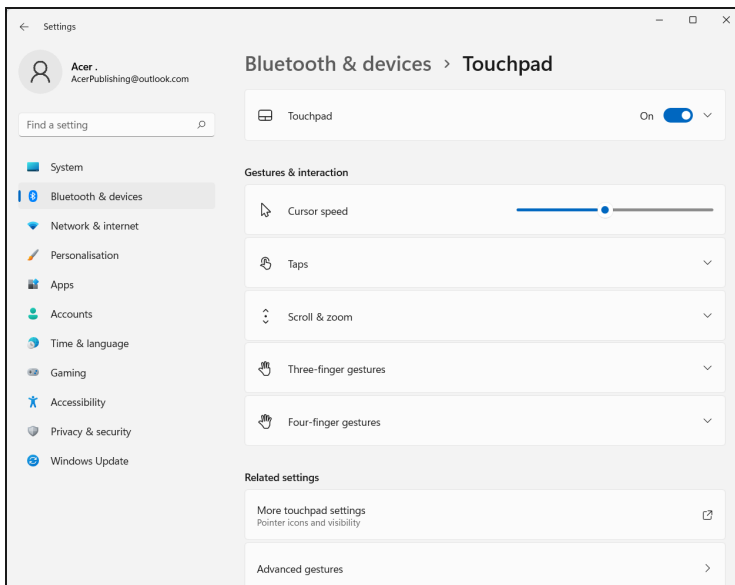 Settings
Acer .
AcerPublishing@outlook.com
Find a setting
System
Bluetooth & devices
Network & internet
Personalisation
Apps
Accounts
Time & language
Gaming
Accessibility
Privacy & security
Windows Update
Bluetooth & devices › Touchpad
Touchpad
On
Gestures & interaction
Cursor speed
Taps
Scroll & zoom
Three-finger gestures
Four-finger gestures
Related settings
More touchpad settings
Pointer icons and visibility
Advanced gestures